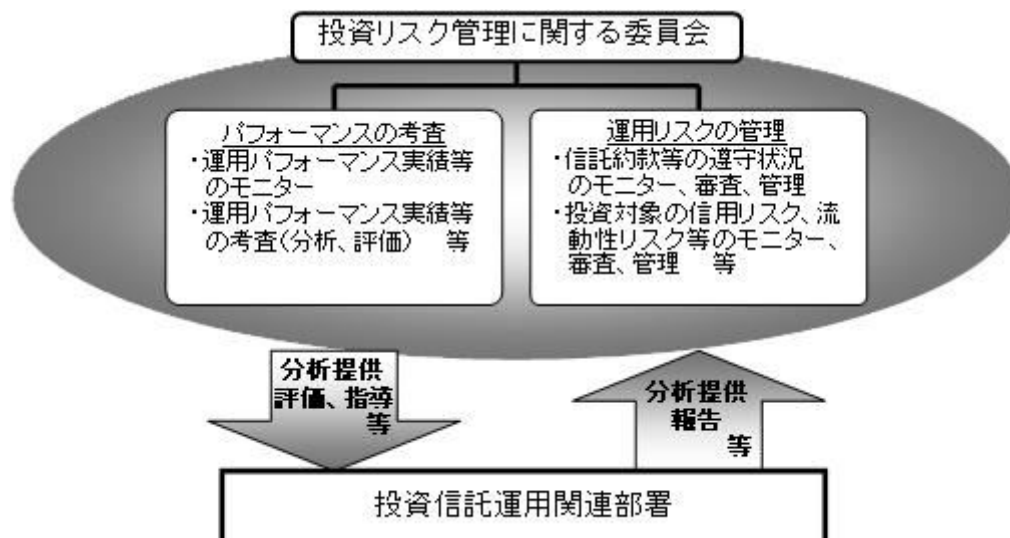 投資リスク管理に関する委員会
パフォーマンスの考査
・運用パフォーマンス実績等
のモニター
・運用パフォーマンス実績等
の考査(分析、評価) 等
運用リスクの管理
・信託約款等の遵守状況
のモニター、審査、管理
・投資対象の信用リスク、流
動性リスク等のモニター、
審査、管理 等
分析提供
評価、指導
等
分析提供
報告
等
投資信託運用関連部署